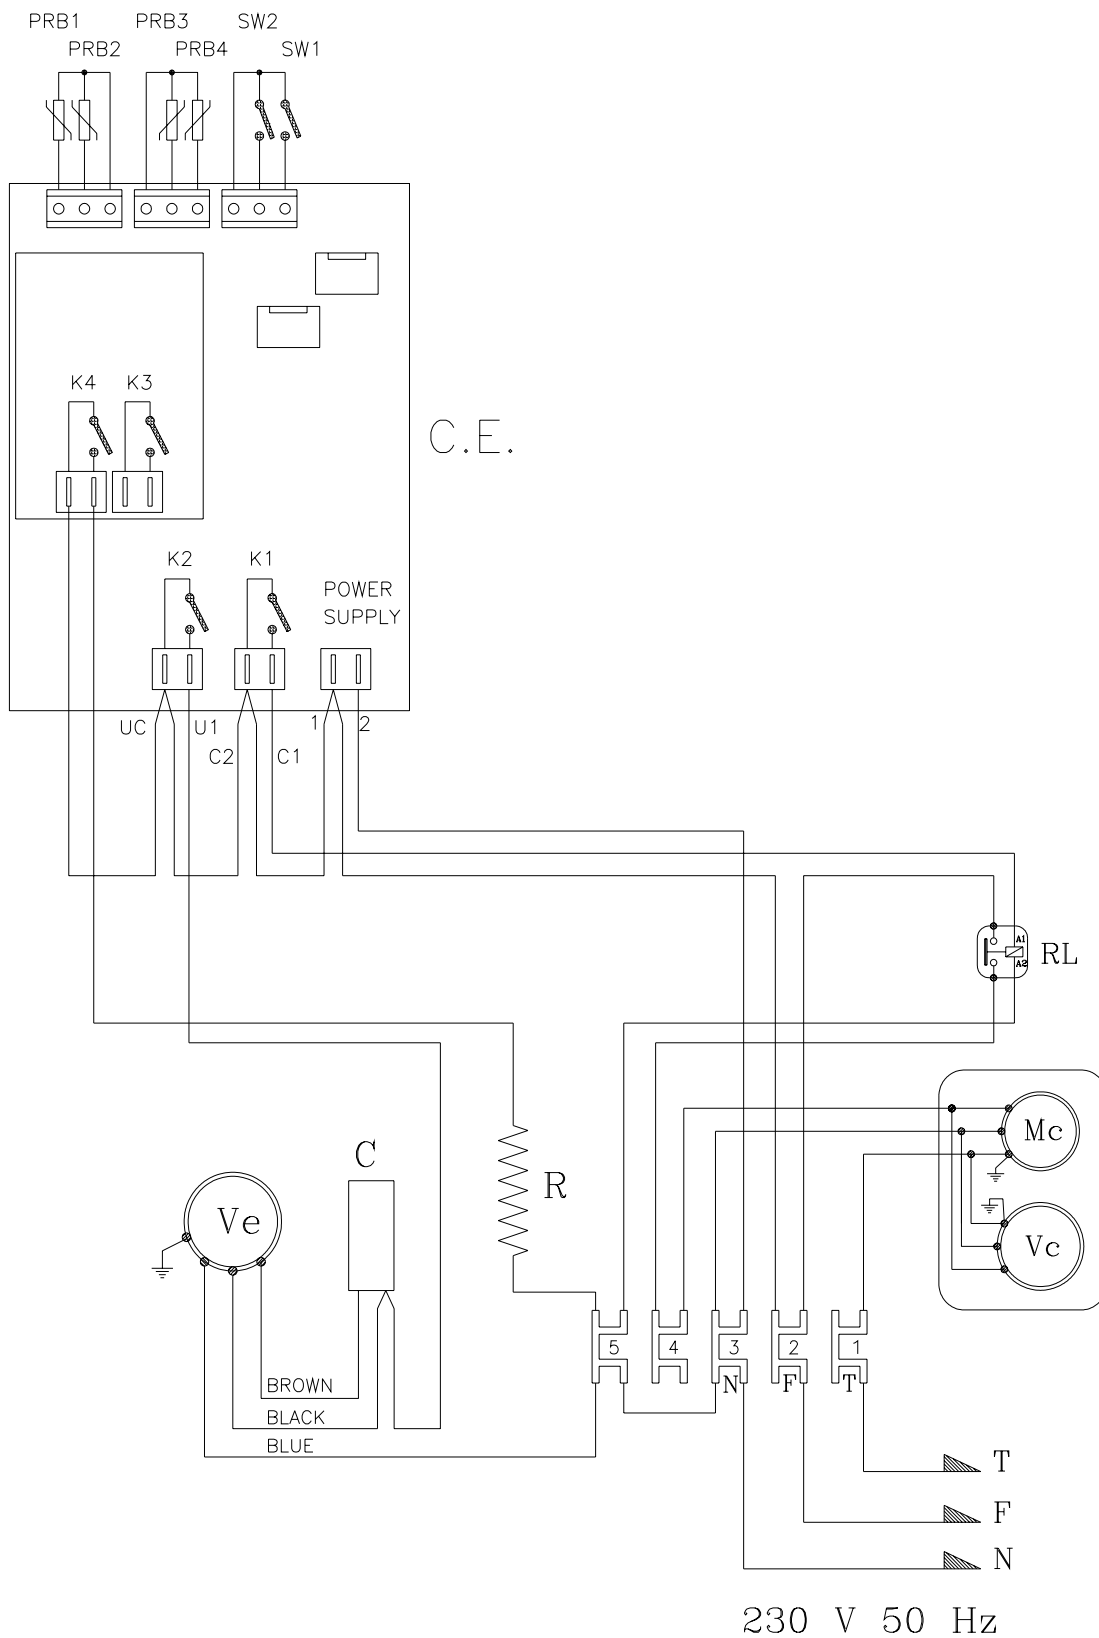 PRB1 PRB3 SW2
PRB2 PRB4 SW1
K4 K3
C.E.
K2 K1
POWER
SUPPLY
UC U1 1 2
C2 C1
A1
RL
A2
Mc
C
R
Ve
Vc
5 4 3 2 1
N F T
BROWN
BLACK
BLUE
T
F
N
230 V 50 Hz